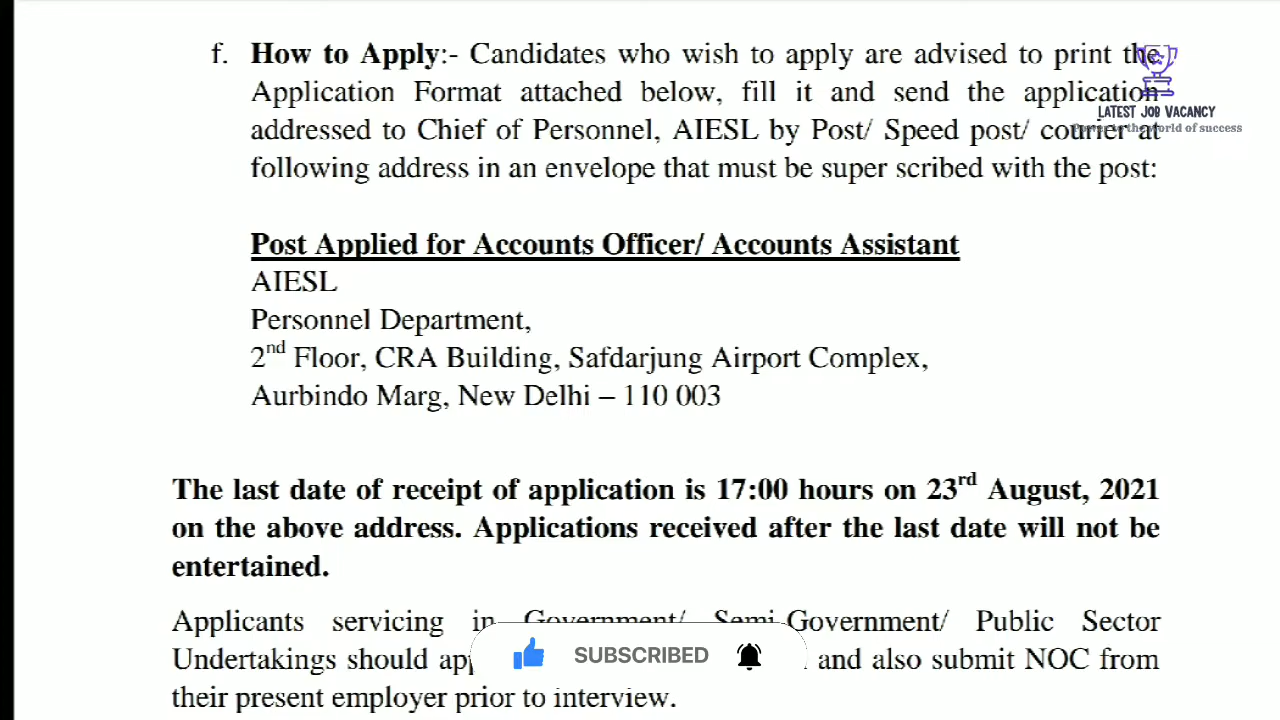 f. How to Apply:- Candidates who wish to apply are advised to print the
Application Format attached below, fill it and send the application
addressed to Chief of Personnel, AIESL by Post/ Speed post/ courier at
following address in an envelope that must be super scribed with the post:
LATEST JOB VACANCY
Power to the world of success
Post Applied for Accounts Officer/ Accounts Assistant
AIESL
Personnel Department,
2nd Floor, CRA Building, Safdarjung Airport Complex,
Aurbindo Marg, New Delhi – 110 003
The last date of receipt of application is 17:00 hours on 23rd August, 2021
on the above address. Applications received after the last date will not be
entertained.
Applicants servicing in Government/ Semi-Government/ Public Sector
Undertakings should and also submit NOC from
SUBSCRIBED
their present employer prior to interview.